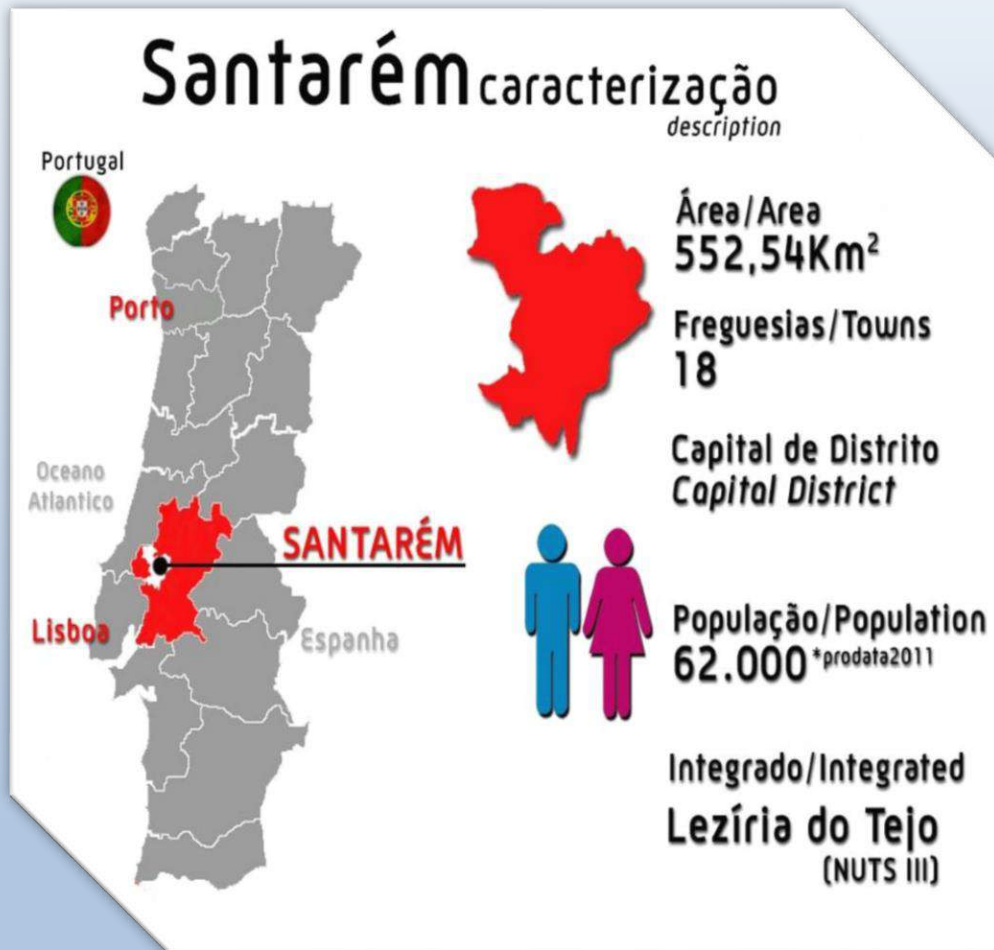 Santarém caracterização
description
Portugal
Porto
Oceano
Atlantico
SANTARÉM
Lisboa
Espanha
Área/Area
552,54Km²
Freguesias/Towns
18
Capital de Distrito
Capital District
População/Population
62.000 *prodata2011
Integrado/Integrated
Lezíria do Tejo
(NUTS III)